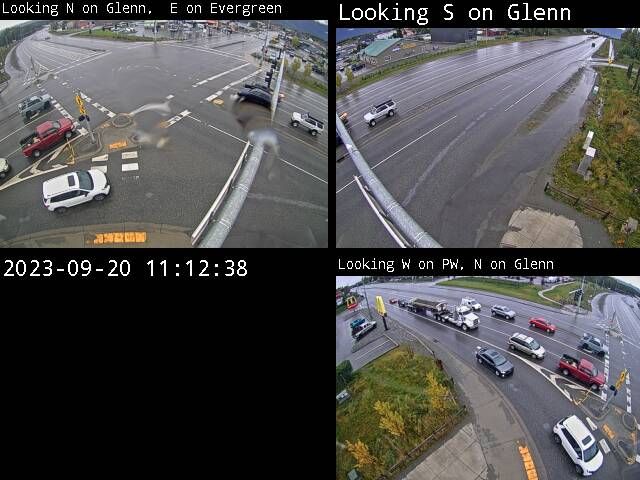 Looking N on Glenn,  E on Evergreen
Looking S on Glenn
2023-09-20 11:12:38
Looking W on PW, N on Glenn